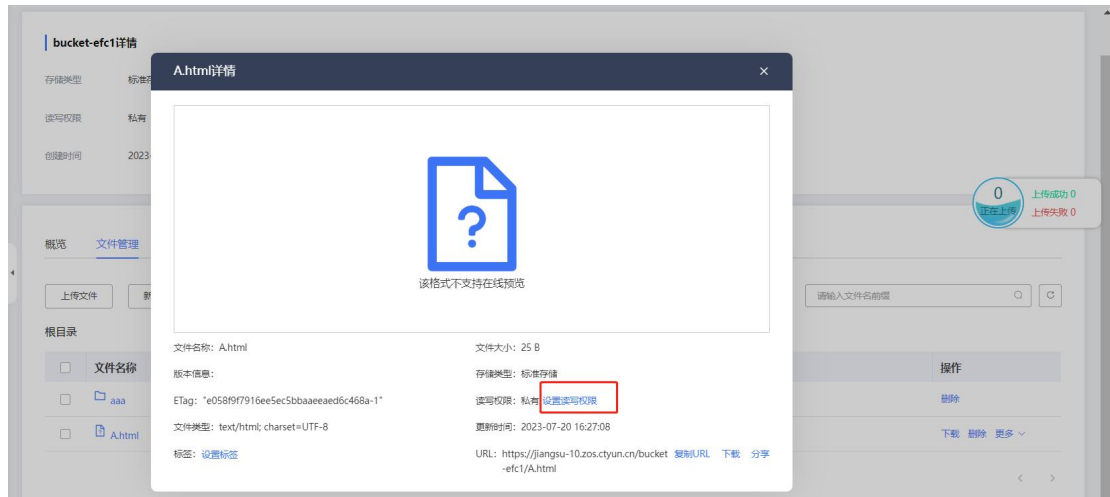 bucket-efc1详情
存储类型 标准存
读写权限 私有
创建时间 2023-
A.html详情
×
该格式不支持在线预览
0
正在上传
上传成功 0
上传失败 0
概览 文件管理
上传文件 新
请输入文件名前缀
根目录
文件名称 操作
aaa 删除
A.html 下载 删除 更多
文件名称：A.html 文件大小：25 B
版本信息： 存储类型：标准存储
ETag："e058f9f7916ee5ec5bbaaeeaed6c468a-1" 读写权限：私有 设置读写权限
文件类型：text/html; charset=UTF-8 更新时间：2023-07-20 16:27:08
标签：设置标签 URL：https://jiangsu-10.zos.ctyun.cn/bucket 复制URL 下载 分享
-efc1/A.html